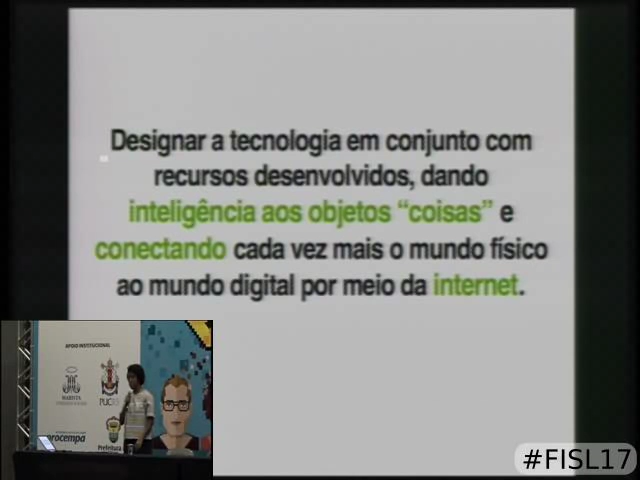 Designar a tecnologia em conjunto com
recursos desenvolvidos, dando
inteligência aos objetos “coisas” e
conectando cada vez mais o mundo físico
ao mundo digital por meio da internet.
APOIO INSTITUCIONAL
MARISTA
PUCRS
procempa
Prefeitura
#FISL17